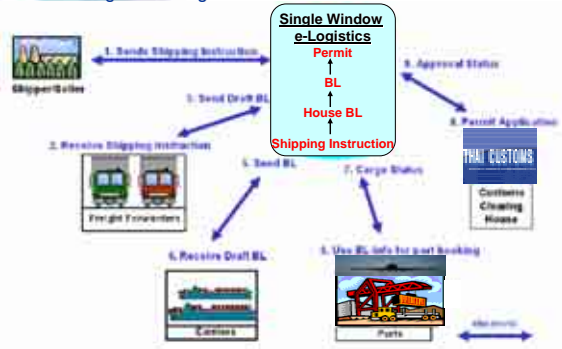 Single Window
e-Logistics
Permit
BL
House BL
Shipping Instruction
1. Sends Shipping Instruction
Shipper/Seller
3. Send Draft BL
2. Receive Shipping Instruction
Freight Forwarders
5. Send BL
Receive Draft BL
Carriers
7. Cargo Status
Use BL info for port booking
Ports
9. Approval Status
8. Permit Application
THAI CUSTOMS
Customs
Clearing
House